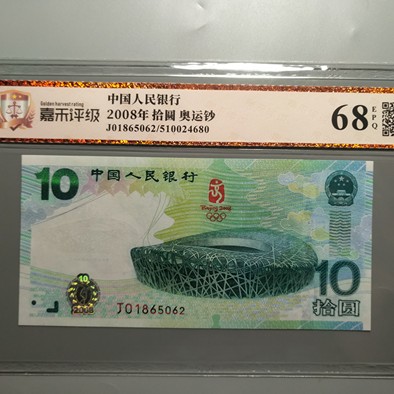 Golden harvest rating
嘉禾评级
中国人民银行
2008年 拾圆 奥运钞
J01865062/510024680
68
EPQ
10
中国人民银行
Beijing 2008
10
2008
J01865062
10
拾圆